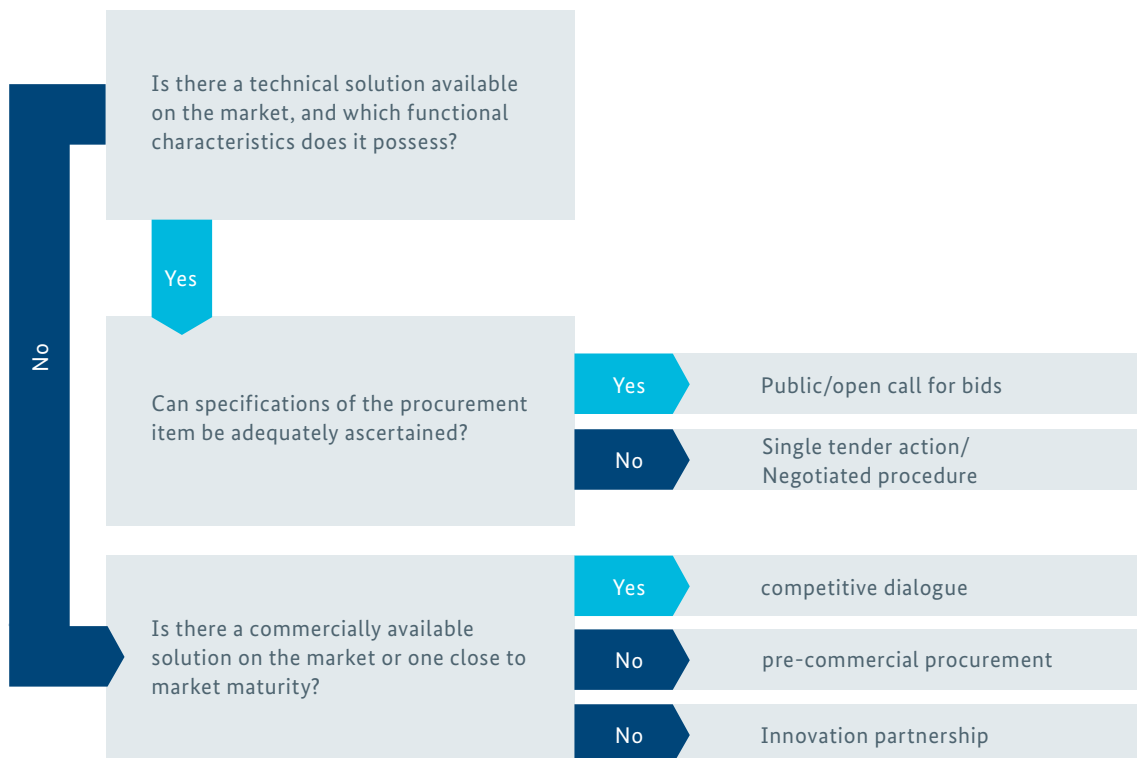 Is there a technical solution available
on the market, and which functional
characteristics does it possess?
Yes
No
Can specifications of the procurement
item be adequately ascertained?
Yes
Public/open call for bids
No
Single tender action/
Negotiated procedure
Is there a commercially available
solution on the market or one close to
market maturity?
Yes
competitive dialogue
No
pre-commercial procurement
No
Innovation partnership